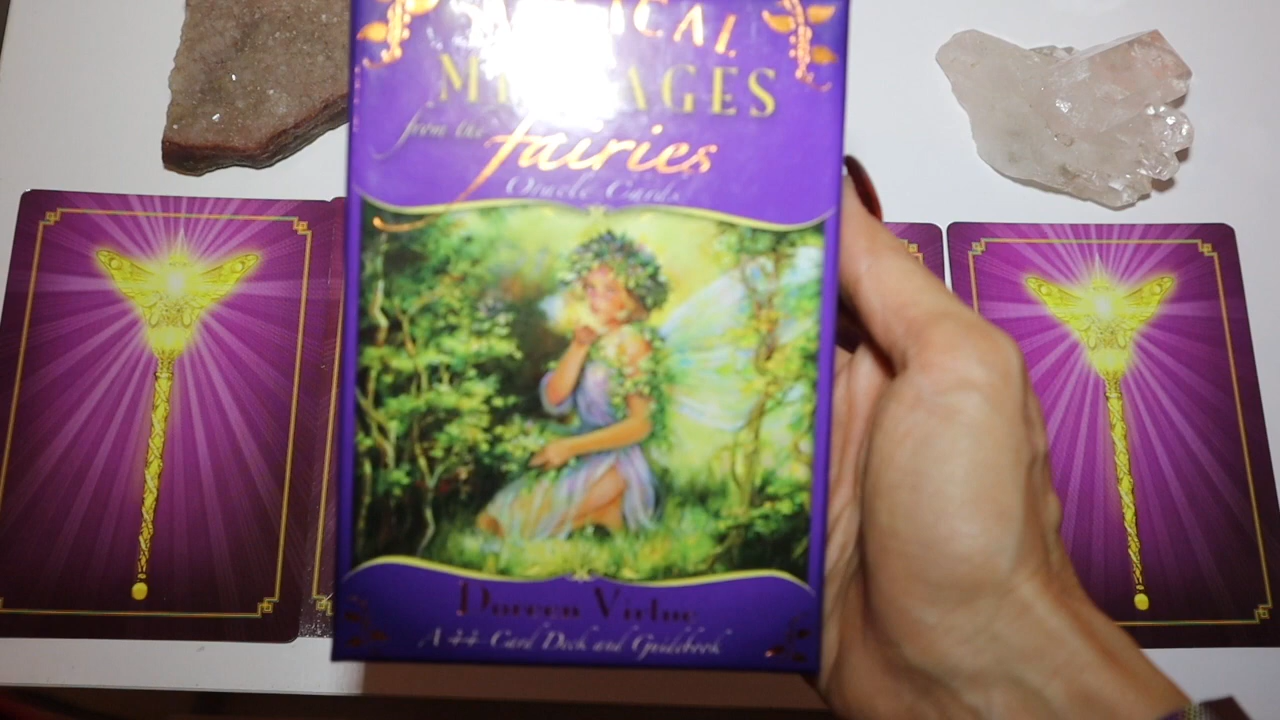 MAGICAL
MESSAGES
from the
fairies
Oracle Cards
Doreen Virtue
A 44-Card Deck and Guidebook